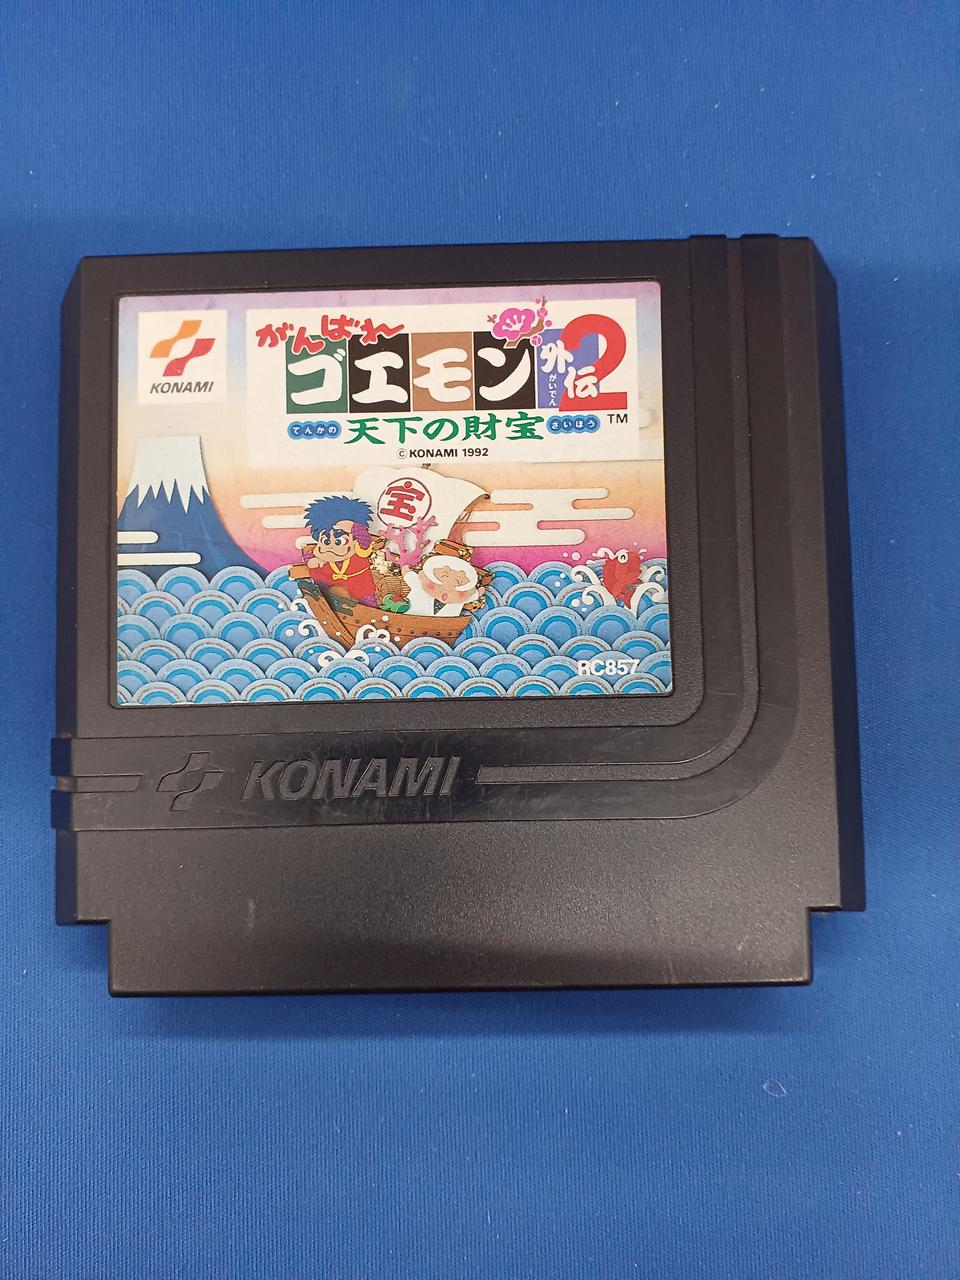 KONAMI
がんばれ
ゴエモン
外伝
がいでん
2
てんかの
天下の財宝
さいほう
TM
©KONAMI 1992
宝
RC857
KONAMI